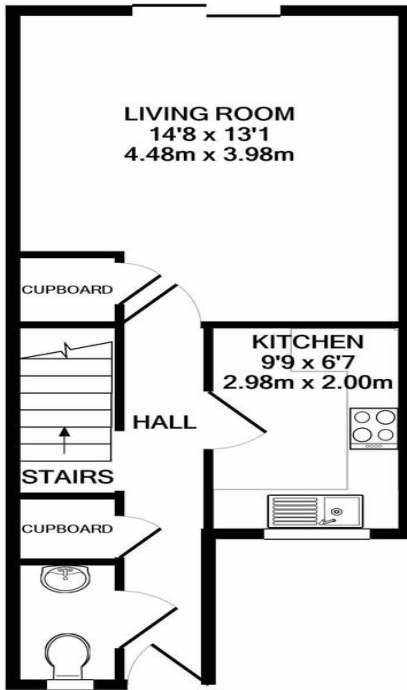 LIVING ROOM
14'8 x 13'1
4.48m x 3.98m
CUPBOARD
KITCHEN
9'9 x 6'7
2.98m x 2.00m
HALL
STAIRS
CUPBOARD